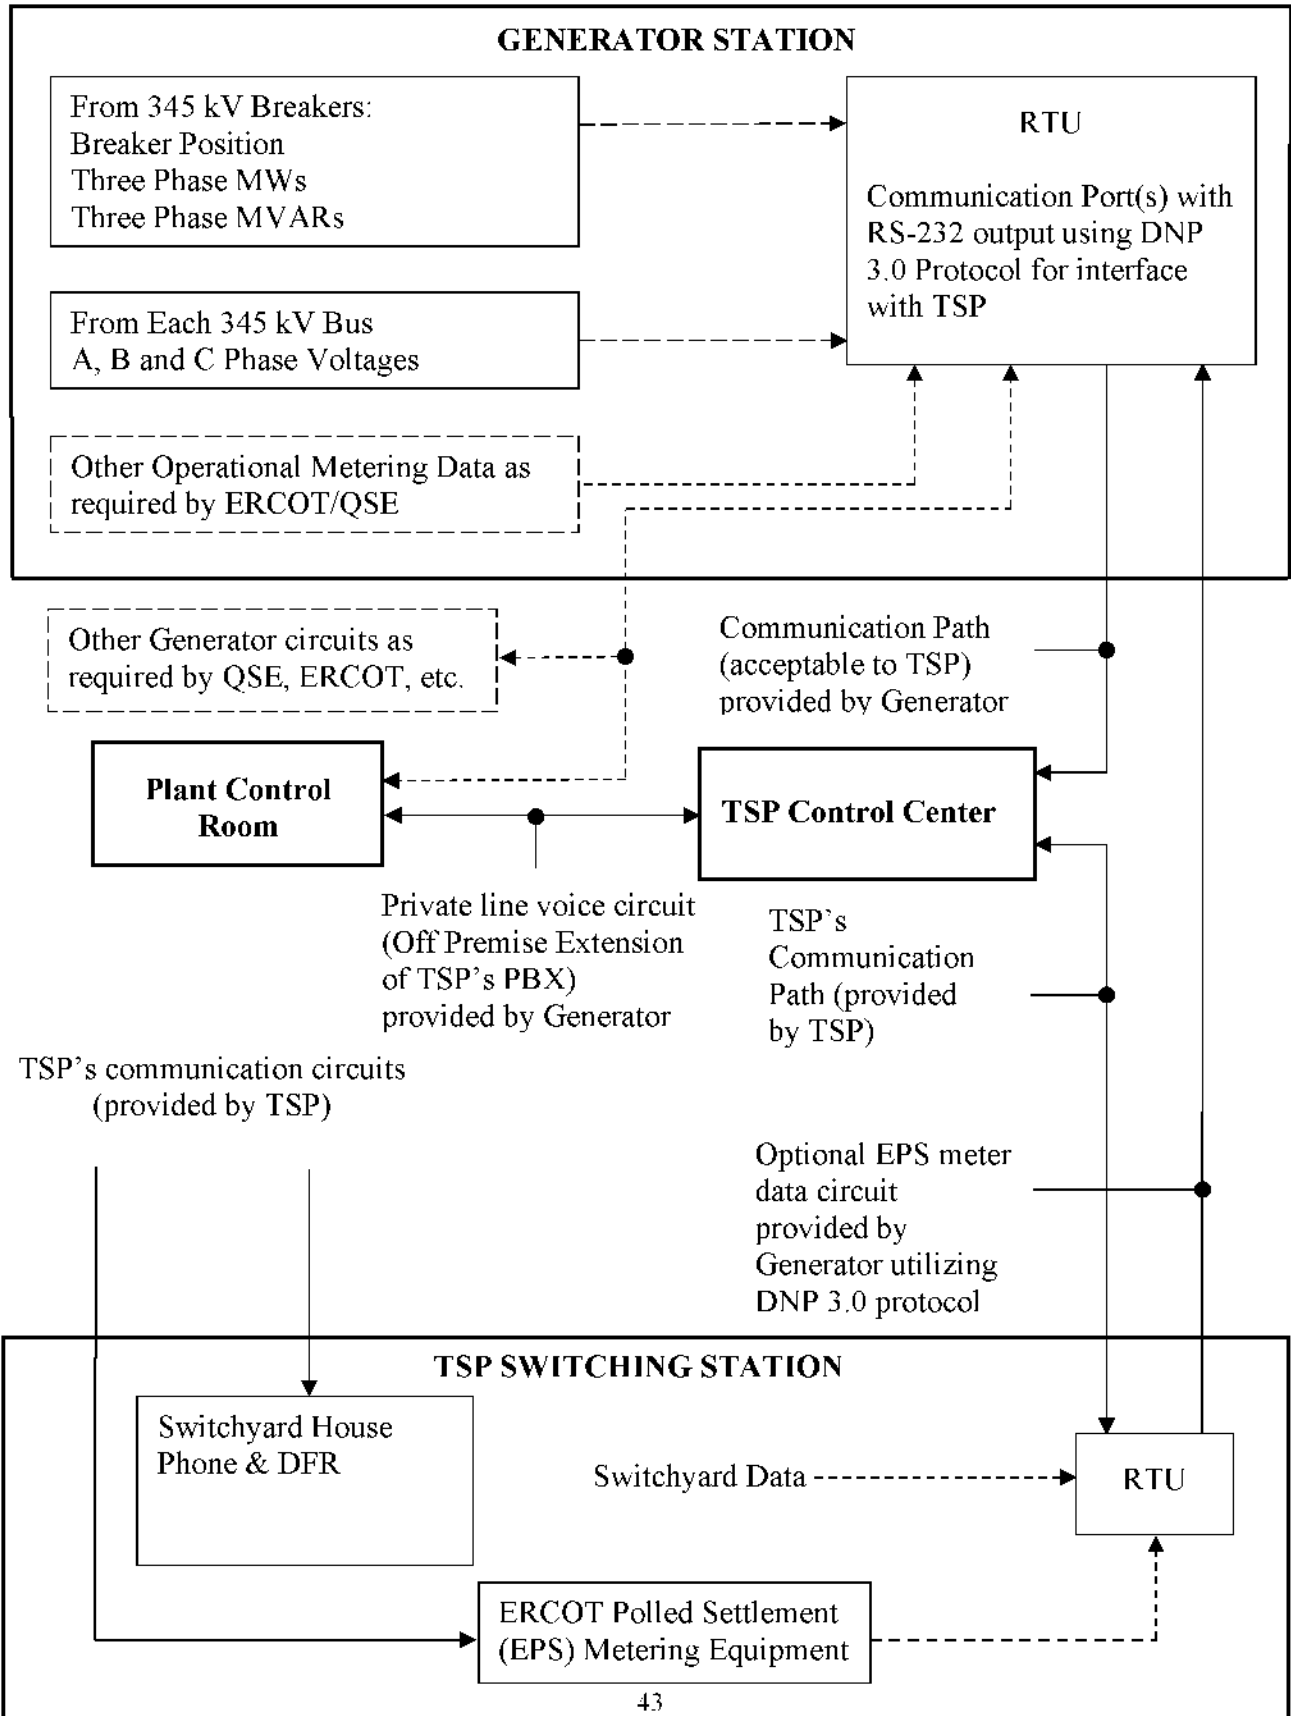 GENERATOR STATION
From 345 kV Breakers:
Breaker Position
Three Phase MWs
Three Phase MVARs
RTU
Communication Port(s) with
RS-232 output using DNP
3.0 Protocol for interface
with TSP
From Each 345 kV Bus
A, B and C Phase Voltages
Other Operational Metering Data as
required by ERCOT/QSE
Other Generator circuits as
required by QSE, ERCOT, etc.
Communication Path
(acceptable to TSP)
provided by Generator
Plant Control
Room
TSP Control Center
Private line voice circuit
(Off Premise Extension
of TSP's PBX)
provided by Generator
TSP's
Communication
Path (provided
by TSP)
TSP's communication circuits
(provided by TSP)
Optional EPS meter
data circuit
provided by
Generator utilizing
DNP 3.0 protocol
TSP SWITCHING STATION
Switchyard House
Phone & DFR
Switchyard Data
RTU
ERCOT Polled Settlement
(EPS) Metering Equipment
43